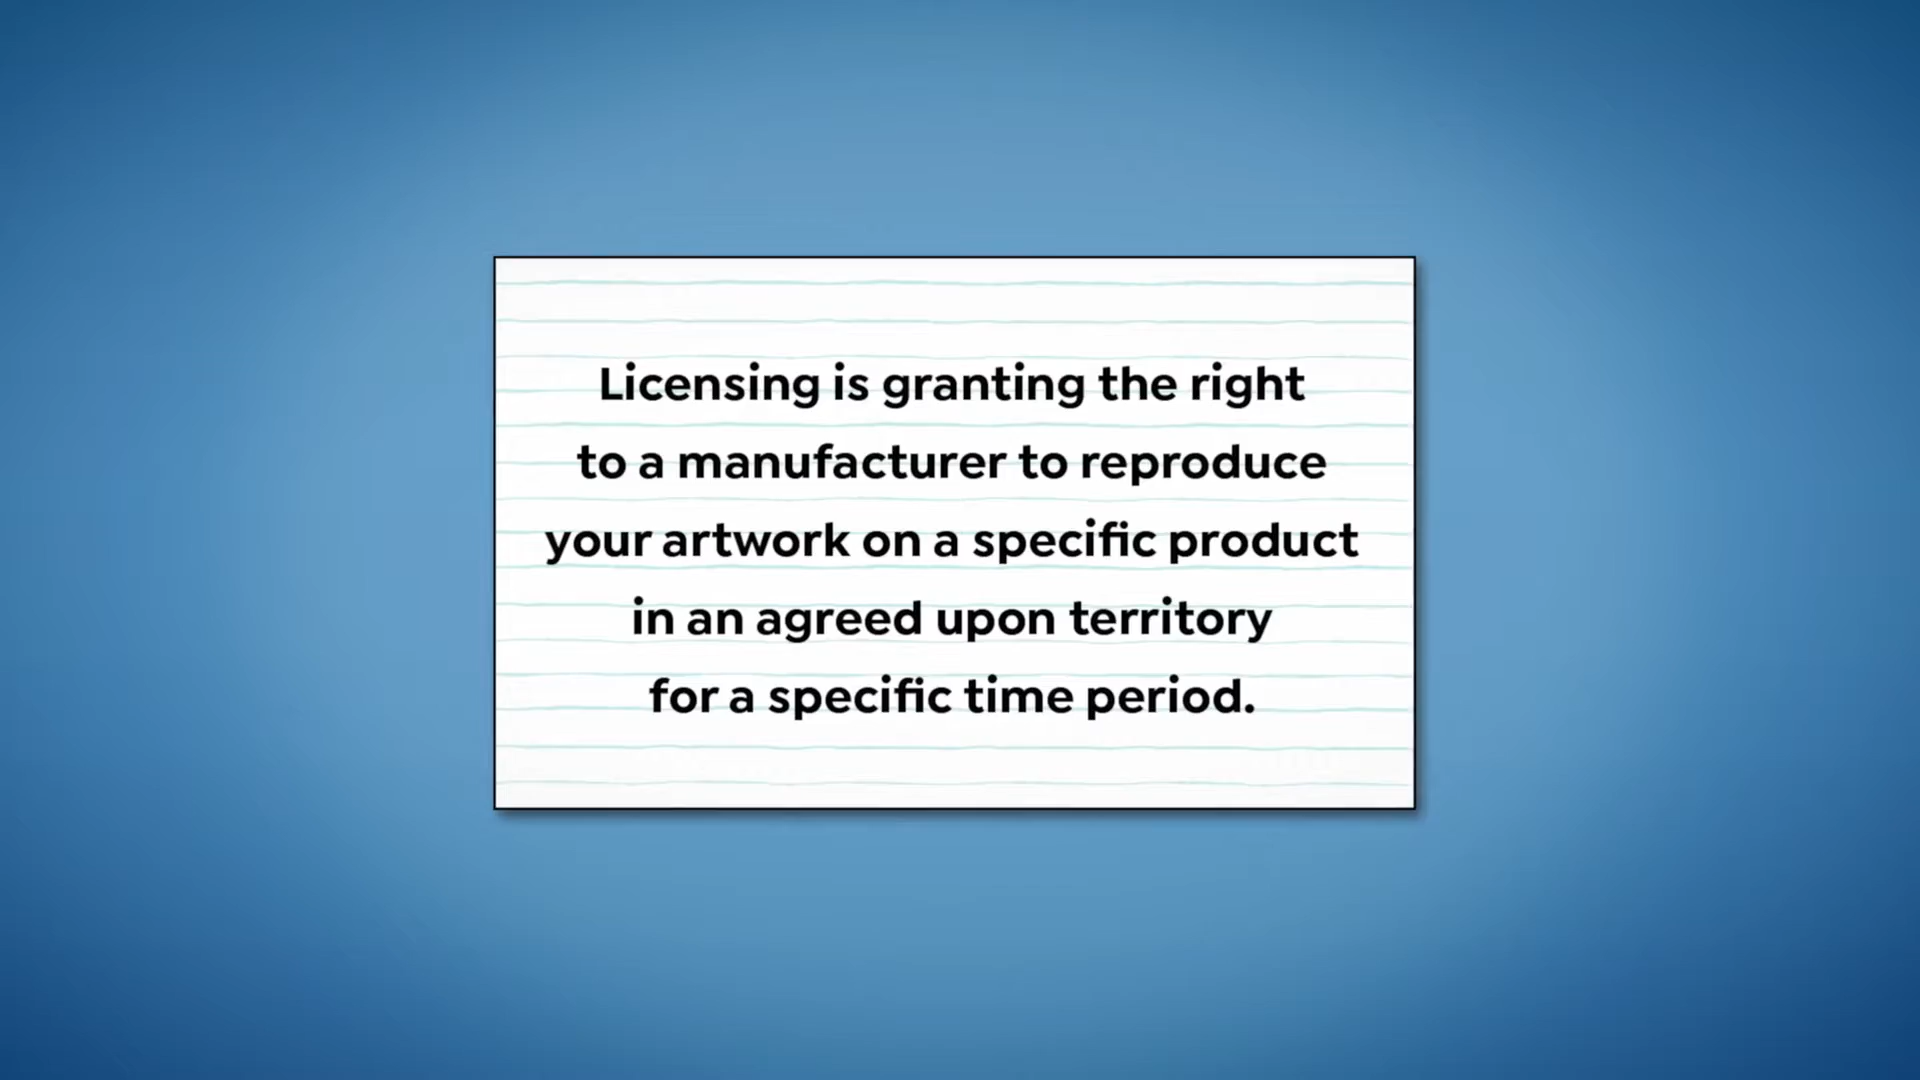 Licensing is granting the right
to a manufacturer to reproduce
your artwork on a specific product
in an agreed upon territory
for a specific time period.